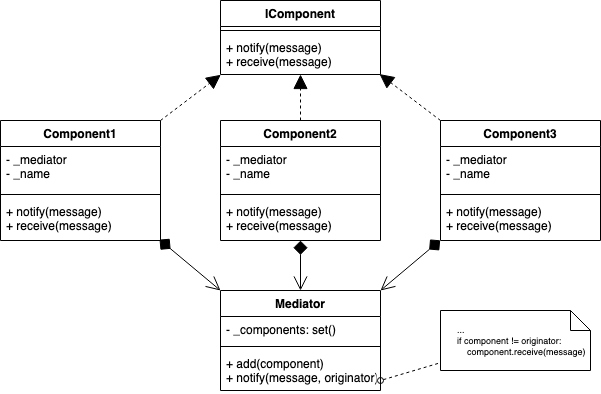 IComponent
+ notify(message)
+ receive(message)
Component1
- _mediator
- _name
+ notify(message)
+ receive(message)
Component2
- _mediator
- _name
+ notify(message)
+ receive(message)
Component3
- _mediator
- _name
+ notify(message)
+ receive(message)
Mediator
- _components: set()
+ add(component)
+ notify(message, originator)
...
if component != originator:
component.receive(message)